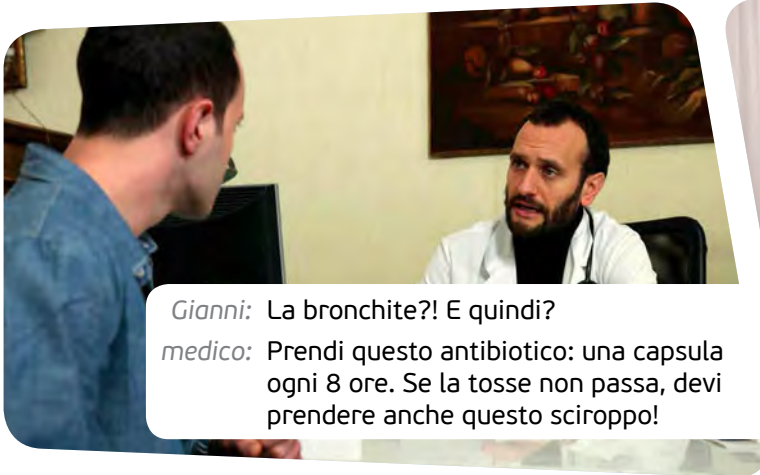 Gianni: La bronchite?! E quindi?
medico: Prendi questo antibiotico: una capsula
ogni 8 ore. Se la tosse non passa, devi
prendere anche questo sciroppo!